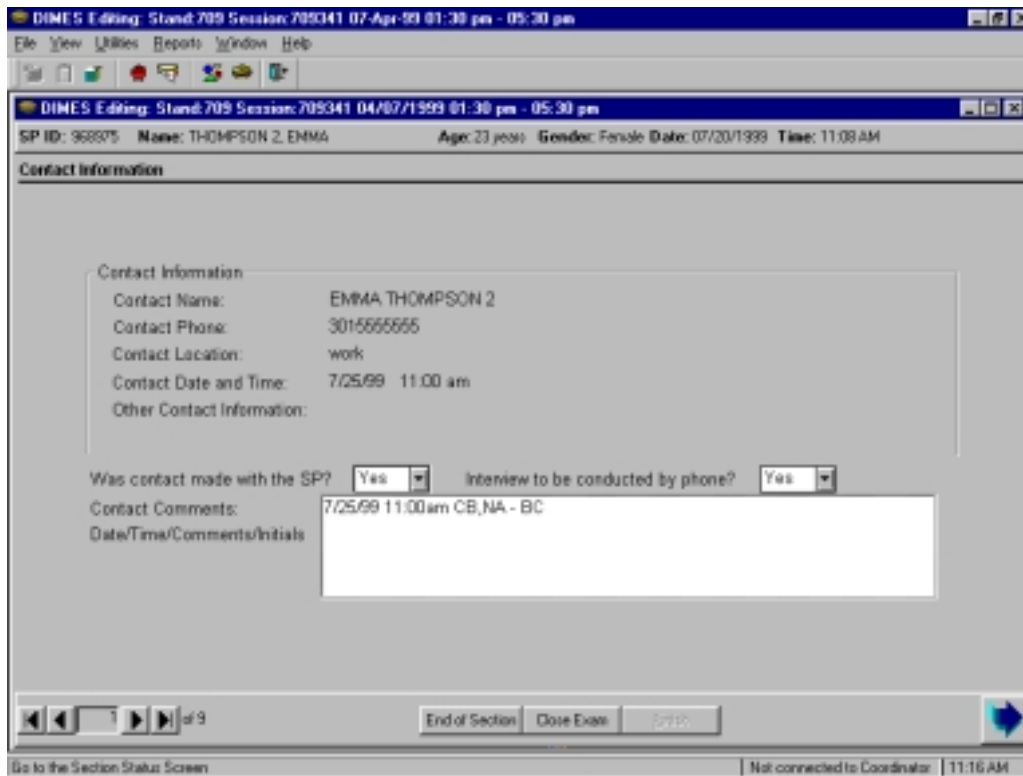 DIMES Editing: Stand:709 Session:709341 07-Apr-99 01:30 pm - 05:30 pm
File View Utilities Reports Window Help
DIMES Editing: Stand:709 Session:709341 04/07/1999 01:30 pm - 05:30 pm
SP ID: 968975 Name: THOMPSON 2, EMMA Age: 23 years Gender: Female Date: 07/20/1999 Time: 11:08 AM
Contact Information
Contact Information
Contact Name: EMMA THOMPSON 2
Contact Phone: 3015555555
Contact Location: work
Contact Date and Time: 7/25/99 11:00 am
Other Contact Information:
Was contact made with the SP? Yes Interview to be conducted by phone? Yes
Contact Comments: 7/25/99 11:00am CB,NA - BC
Date/Time/Comments/Initials
1 of 9 End of Section Close Exam Finish
Go to the Section Status Screen Not connected to Coordinator 11:16 AM